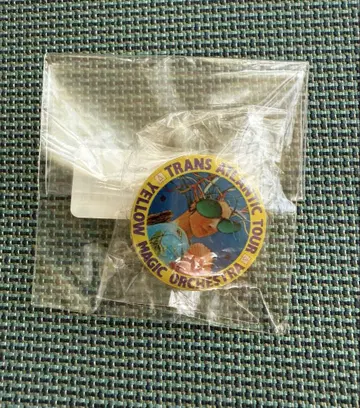 TRANS ATLANTIC TOUR
YELLOW MAGIC ORCHESTRA